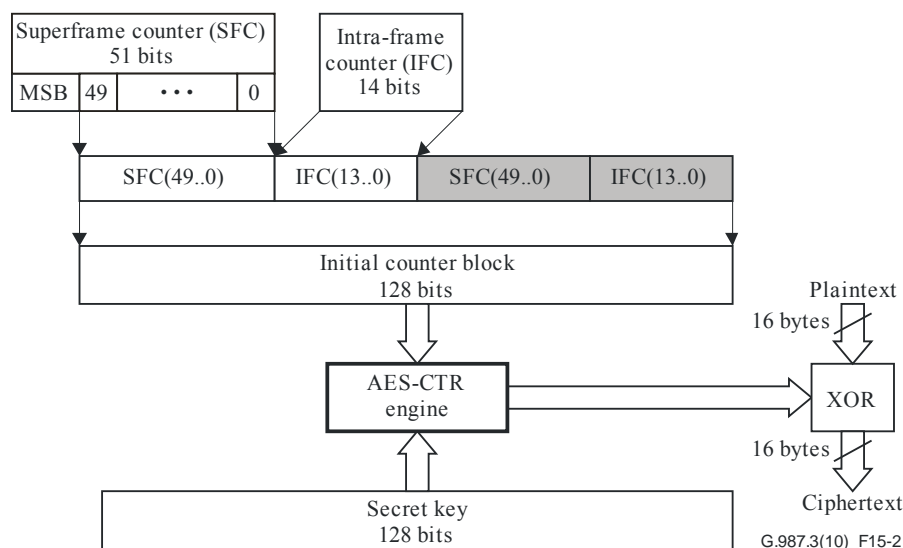 Superframe counter (SFC)
51 bits
MSB 49 ··· 0
Intra-frame
counter (IFC)
14 bits
SFC(49..0) IFC(13..0) SFC(49..0) IFC(13..0)
Initial counter block
128 bits
Plaintext
16 bytes
AES-CTR
engine
XOR
16 bytes
Ciphertext
Secret key
128 bits
G.987.3(10)_F15-2